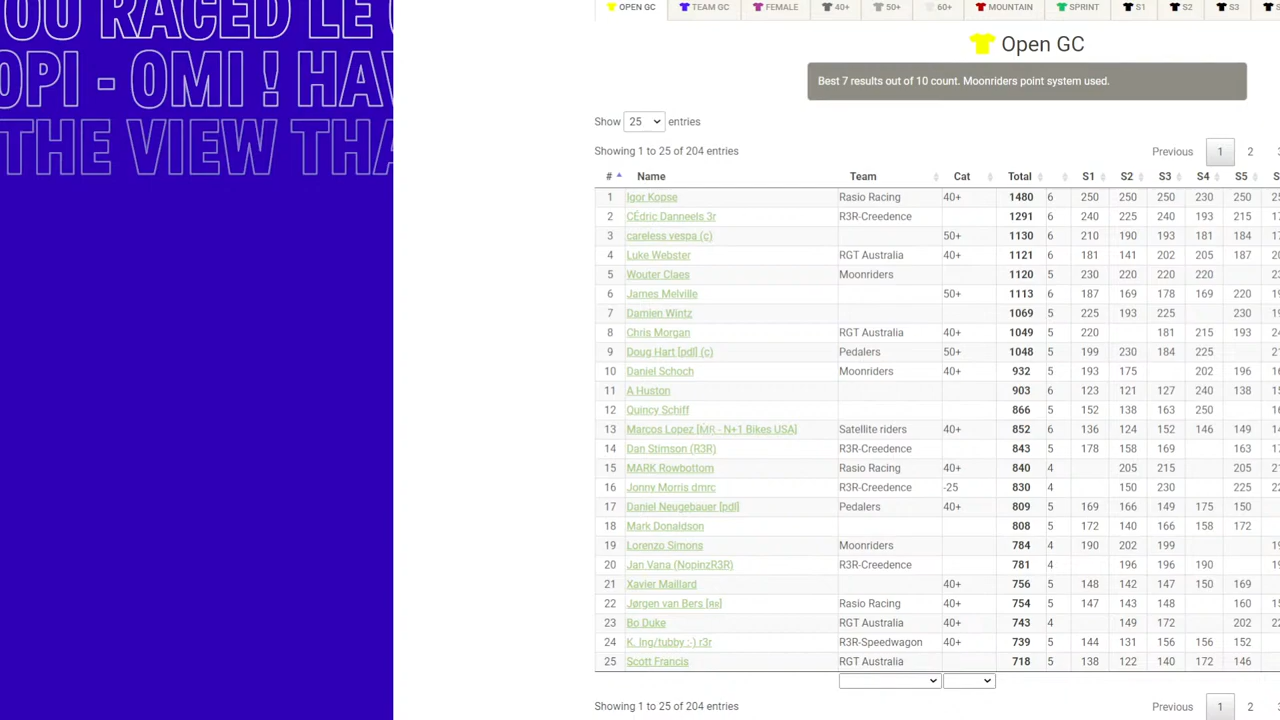 OU RACED LE
OPI - OMI ! HAV
THE VIEW THA
OPEN GC TEAM GC FEMALE 40+ 50+ 60+ MOUNTAIN SPRINT S1 S2 S3
Open GC
Best 7 results out of 10 count. Moonriders point system used.
Show 25 entries
Showing 1 to 25 of 204 entries Previous 1 2
# Name Team Cat Total S1 S2 S3 S4 S5
1 Igor Kopse Rasio Racing 40+ 1480 6 250 250 250 230 250
2 CÉdric Danneels 3r R3R-Creedence 1291 6 240 225 240 193 215
3 careless vespa (c) 50+ 1130 6 210 190 193 181 184
4 Luke Webster RGT Australia 40+ 1121 6 181 141 202 205 187
5 Wouter Claes Moonriders 1120 5 230 220 220 220
6 James Melville 50+ 1113 6 187 169 178 169 220
7 Damien Wintz 1069 5 225 193 225 230
8 Chris Morgan RGT Australia 40+ 1049 5 220 181 215 193
9 Doug Hart [pdl] (c) Pedalers 50+ 1048 5 199 230 184 225
10 Daniel Schoch Moonriders 40+ 932 5 193 175 202 196
11 A Huston 903 6 123 121 127 240 138
12 Quincy Schiff 866 5 152 138 163 250
13 Marcos Lopez [M̊R - N+1 Bikes USA] Satellite riders 40+ 852 6 136 124 152 146 149
14 Dan Stimson (R3R) R3R-Creedence 843 5 178 158 169 163
15 MARK Rowbottom Rasio Racing 40+ 840 4 205 215 205
16 Jonny Morris dmrc R3R-Creedence -25 830 4 150 230 225
17 Daniel Neugebauer [pdl] Pedalers 40+ 809 5 169 166 149 175 150
18 Mark Donaldson 808 5 172 140 166 158 172
19 Lorenzo Simons Moonriders 784 4 190 202 199
20 Jan Vana (NopinzR3R) R3R-Creedence 781 4 196 196 190
21 Xavier Maillard 40+ 756 5 148 142 147 150 169
22 Jørgen van Bers [ЯR] Rasio Racing 40+ 754 5 147 143 148 160
23 Bo Duke RGT Australia 40+ 743 4 149 172 202
24 K. Ing/tubby :-) r3r R3R-Speedwagon 40+ 739 5 144 131 156 156 152
25 Scott Francis RGT Australia 718 5 138 122 140 172 146
Showing 1 to 25 of 204 entries Previous 1 2